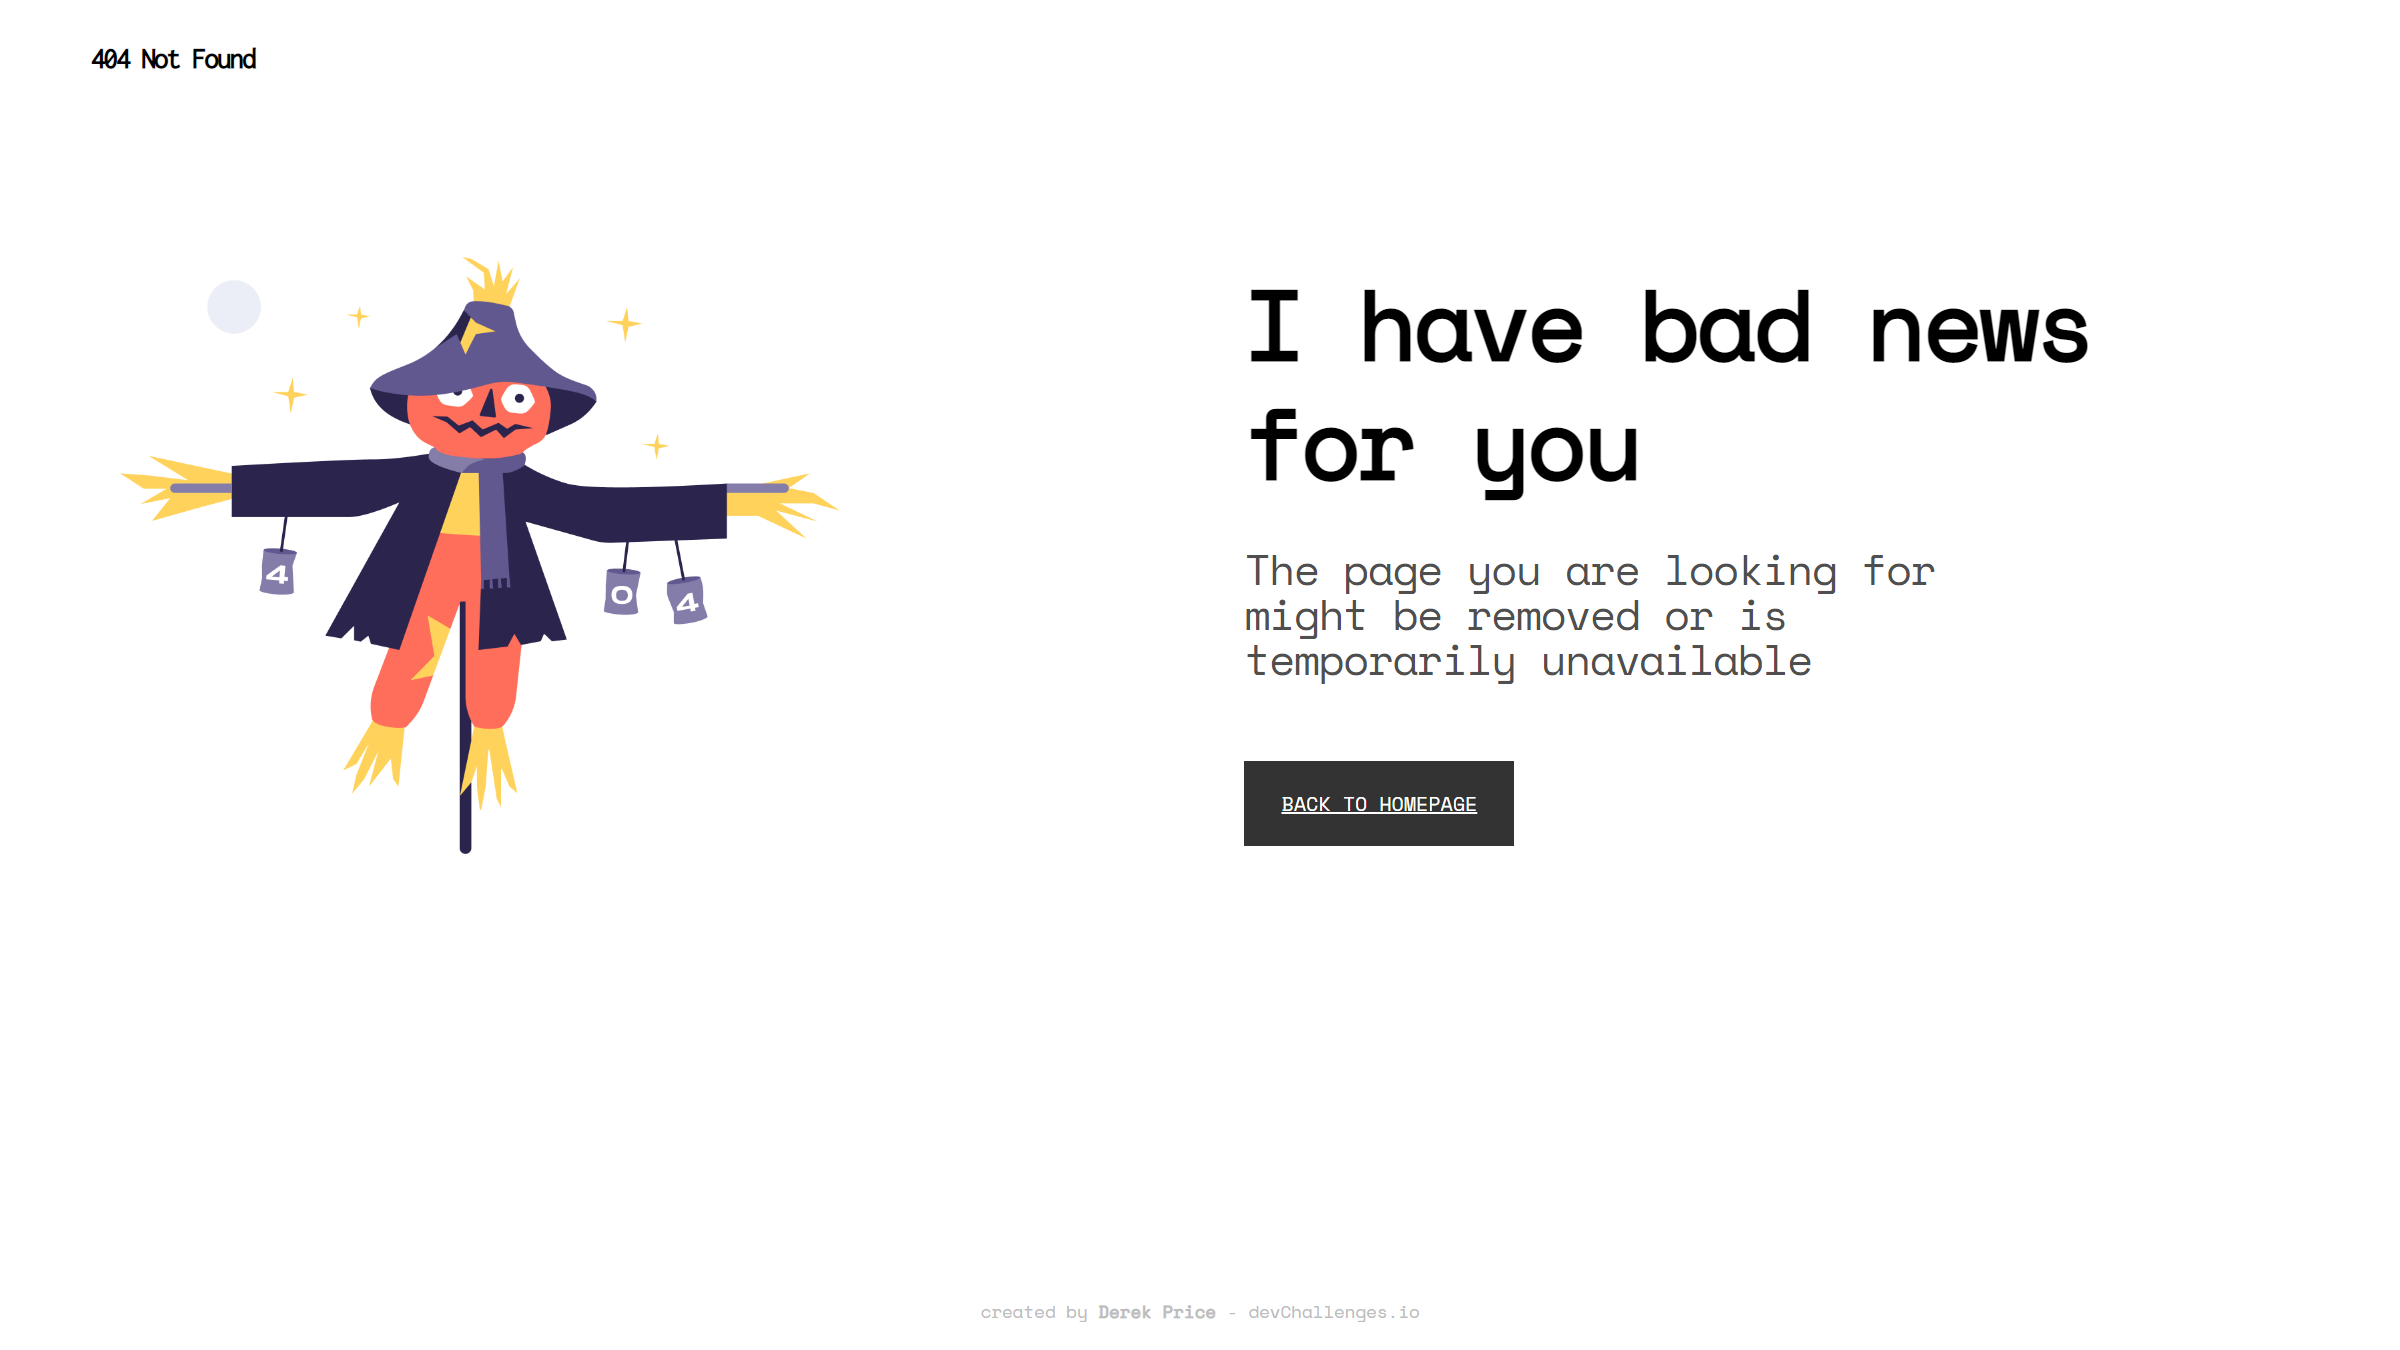 404 Not Found
I have bad news
for you
4
0
4
The page you are looking for
might be removed or is
temporarily unavailable
BACK TO HOMEPAGE
created by Derek Price - devChallenges.io